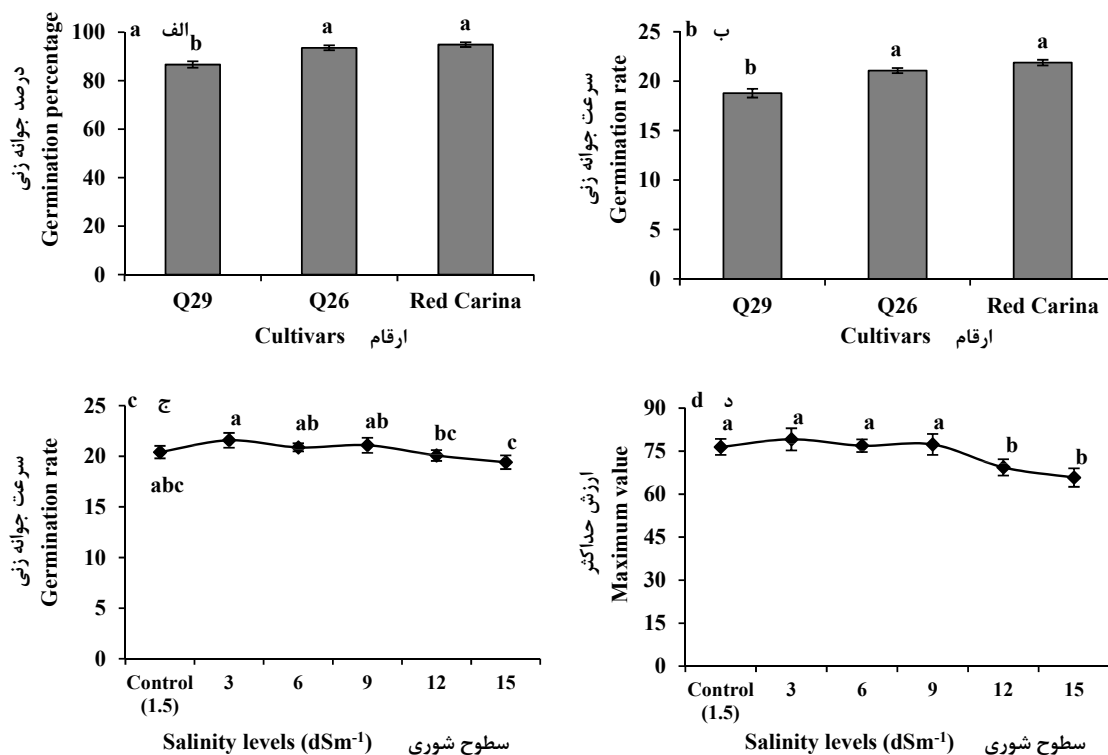 a الف
درصد جوانه زنی
Germination percentage
100
80
60
40
20
0
b
a
a
Q29 Q26 Red Carina
Cultivars ارقام
b ب
سرعت جوانه زنی
Germination rate
25
20
15
10
5
0
b
a
a
Q29 Q26 Red Carina
Cultivars ارقام
c ج
سرعت جوانه زنی
Germination rate
25
20
15
10
5
0
abc
a
ab
ab
bc
c
Control 3 6 9 12 15
(1.5)
Salinity levels (dSm⁻¹) سطوح شوری
d د
ارزش حداکثر
Maximum value
90
75
60
45
30
15
0
a
a
a
a
b
b
Control 3 6 9 12 15
(1.5)
Salinity levels (dSm⁻¹) سطوح شوری